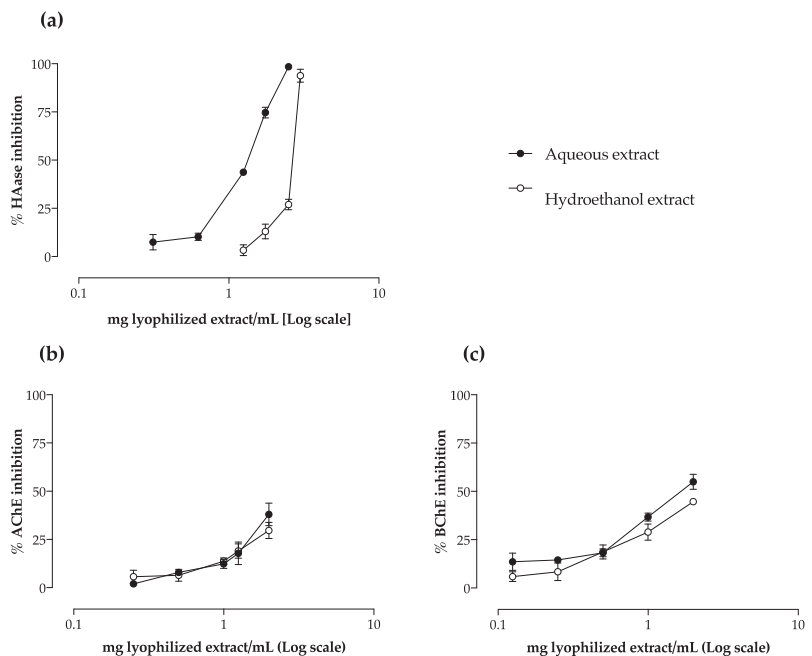 (a)
100
75
50
25
0
% HAase inhibition
0.1
1
10
mg lyophilized extract/mL [Log scale]
Aqueous extract
Hydroethanol extract
(b)
100
75
50
25
0
% AChE inhibition
0.1
1
10
mg lyophilized extract/mL (Log scale)
(c)
100
75
50
25
0
% BChE inhibition
0.1
1
10
mg lyophilized extract/mL (Log scale)